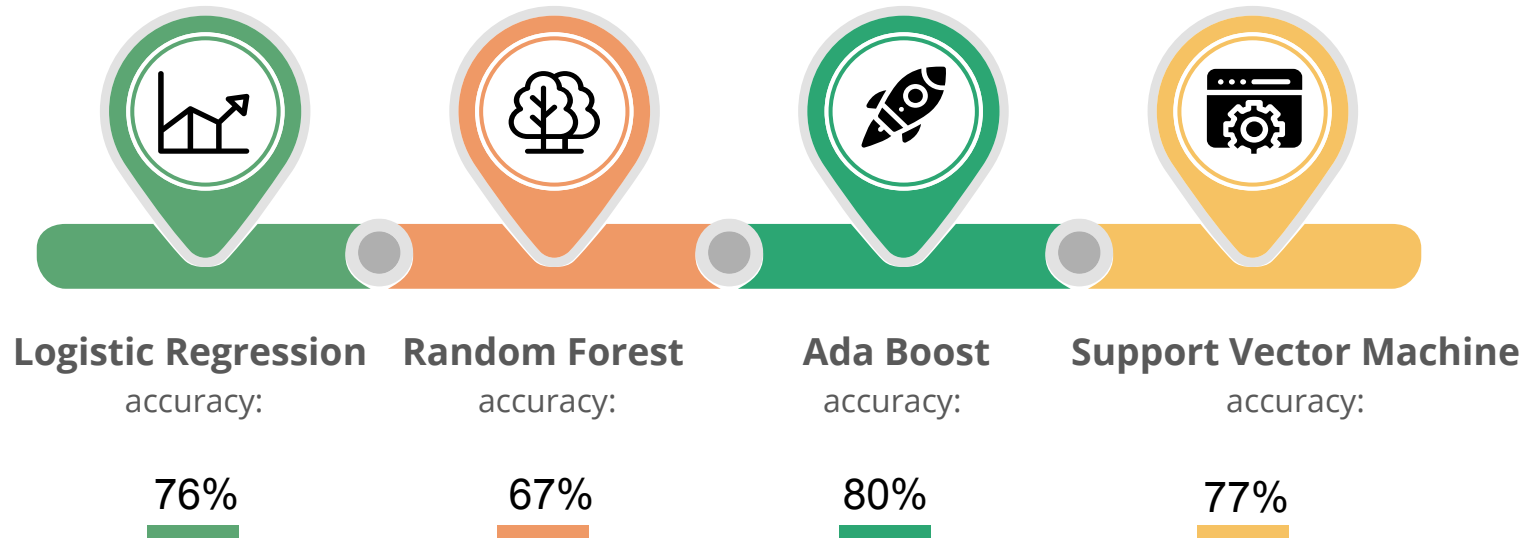 Logistic Regression
accuracy:
76%
Random Forest
accuracy:
67%
Ada Boost
accuracy:
80%
Support Vector Machine
accuracy:
77%